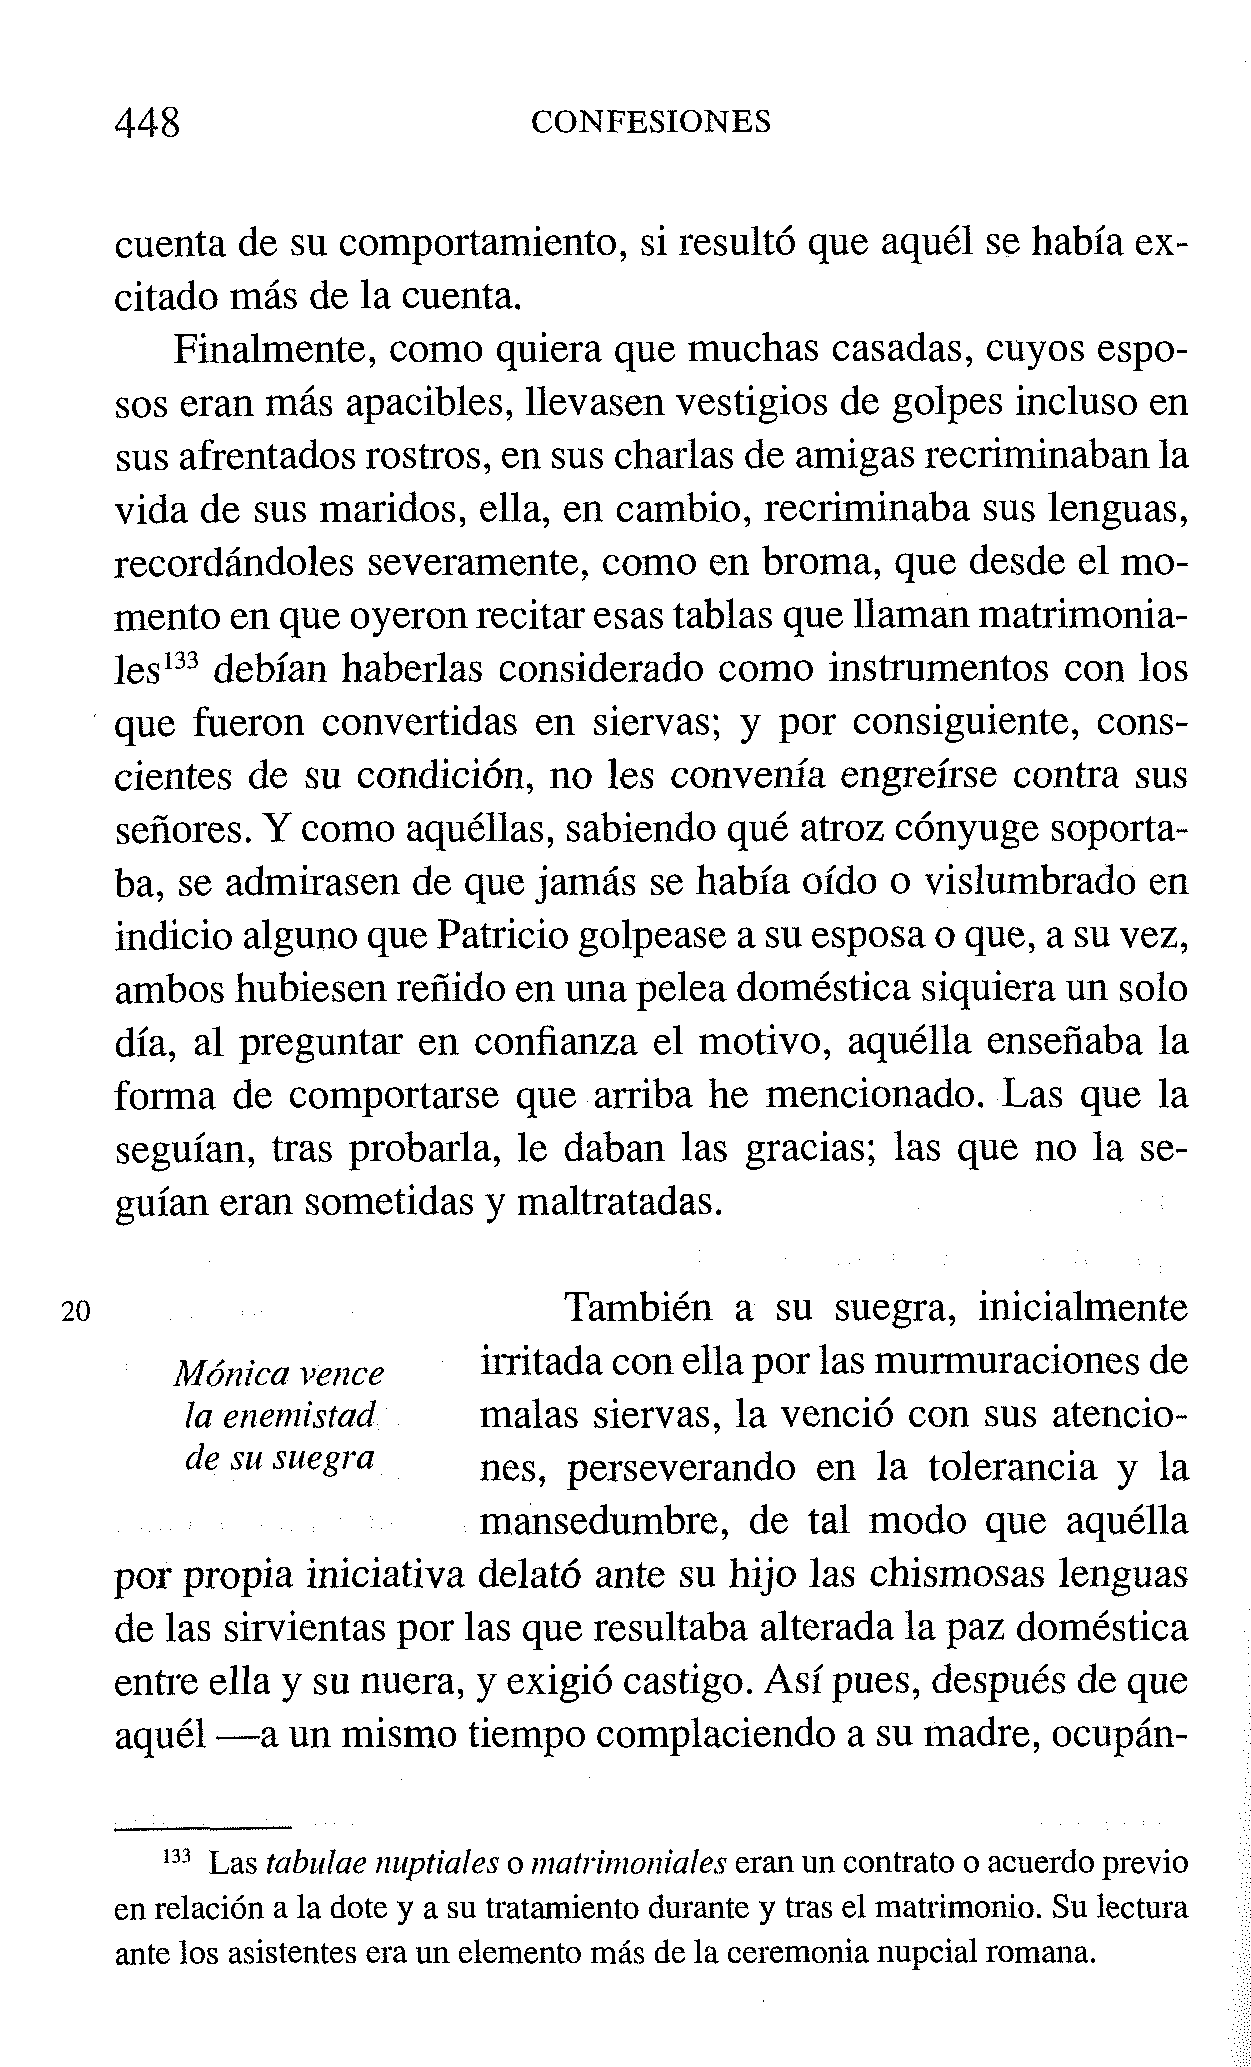 448 CONFESIONES
cuenta de su comportamiento, si resultó que aquél se había ex-
citado más de la cuenta.
Finalmente, como quiera que muchas casadas, cuyos espo-
sos eran más apacibles, llevasen vestigios de golpes incluso en
sus afrentados rostros, en sus charlas de amigas recriminaban la
vida de sus maridos, ella, en cambio, recriminaba sus lenguas,
recordándoles severamente, como en broma, que desde el mo-
mento en que oyeron recitar esas tablas que llaman matrimonia-
les¹³³ debían haberlas considerado como instrumentos con los
que fueron convertidas en siervas; y por consiguiente, cons-
cientes de su condición, no les convenía engreírse contra sus
señores. Y como aquéllas, sabiendo qué atroz cónyuge soporta-
ba, se admirasen de que jamás se había oído o vislumbrado en
indicio alguno que Patricio golpease a su esposa o que, a su vez,
ambos hubiesen reñido en una pelea doméstica siquiera un solo
día, al preguntar en confianza el motivo, aquélla enseñaba la
forma de comportarse que arriba he mencionado. Las que la
seguían, tras probarla, le daban las gracias; las que no la se-
guían eran sometidas y maltratadas.
20
Mónica vence
la enemistad
de su suegra
También a su suegra, inicialmente
irritada con ella por las murmuraciones de
malas siervas, la venció con sus atencio-
nes, perseverando en la tolerancia y la
mansedumbre, de tal modo que aquélla
por propia iniciativa delató ante su hijo las chismosas lenguas
de las sirvientas por las que resultaba alterada la paz doméstica
entre ella y su nuera, y exigió castigo. Así pues, después de que
aquél —a un mismo tiempo complaciendo a su madre, ocupán-
¹³³ Las tabulae nuptiales o matrimoniales eran un contrato o acuerdo previo
en relación a la dote y a su tratamiento durante y tras el matrimonio. Su lectura
ante los asistentes era un elemento más de la ceremonia nupcial romana.